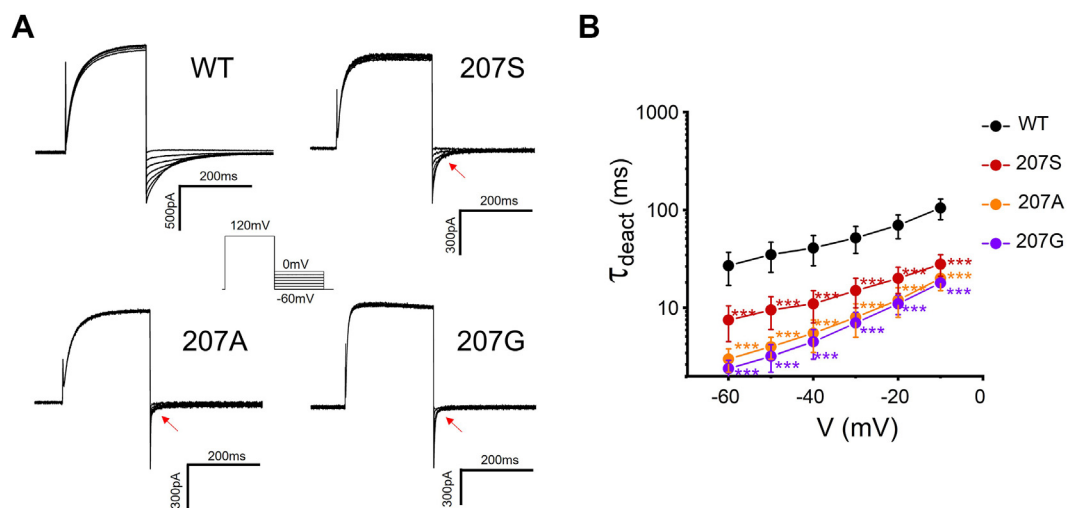 A
WT
207S
200ms
500pA
200ms
300pA
120mV
0mV
-60mV
207A
207G
200ms
300pA
200ms
300pA
B
1000
100
10
τdeact (ms)
-60 -40 -20 0
V (mV)
*** *** *** *** *** ***
*** *** *** *** *** ***
*** *** *** *** *** ***
WT
207S
207A
207G